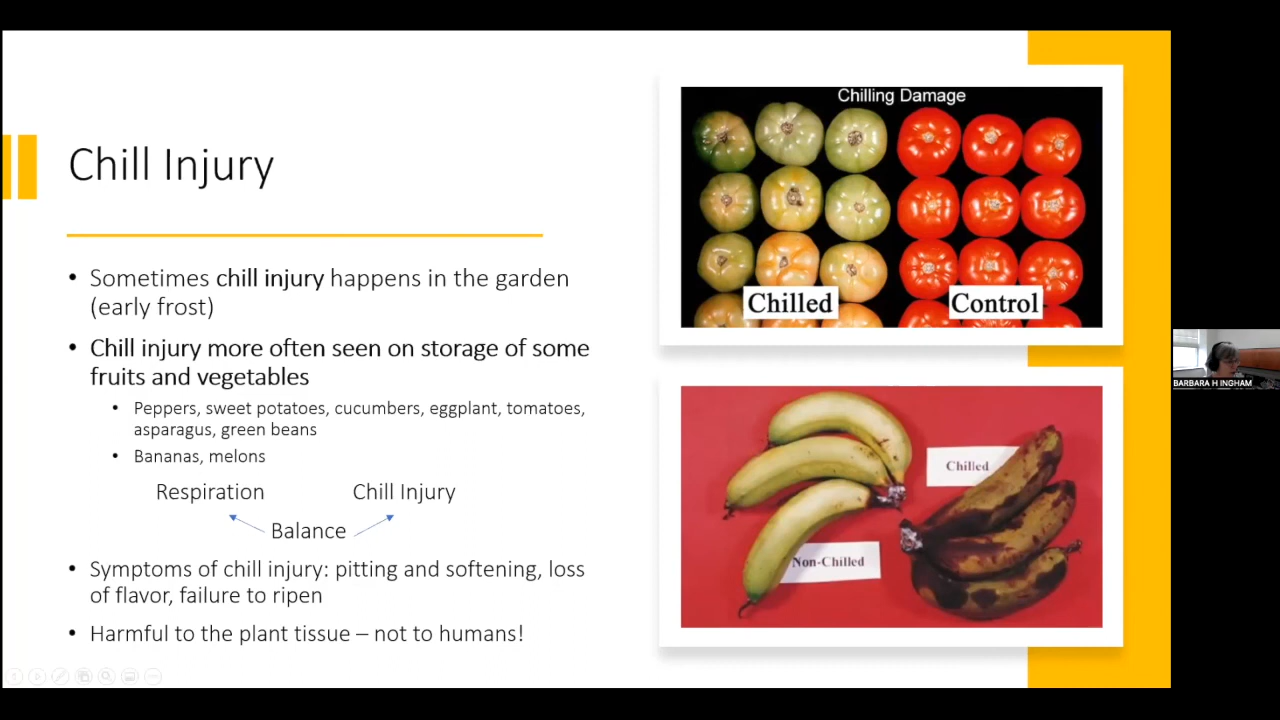 Chill Injury
• Sometimes chill injury happens in the garden
(early frost)
• Chill injury more often seen on storage of some
fruits and vegetables
• Peppers, sweet potatoes, cucumbers, eggplant, tomatoes,
asparagus, green beans
• Bananas, melons
Respiration Chill Injury
Balance
• Symptoms of chill injury: pitting and softening, loss
of flavor, failure to ripen
• Harmful to the plant tissue – not to humans!
Chilling Damage
Chilled Control
Chilled
Non-Chilled
BARBARA H INGHAM